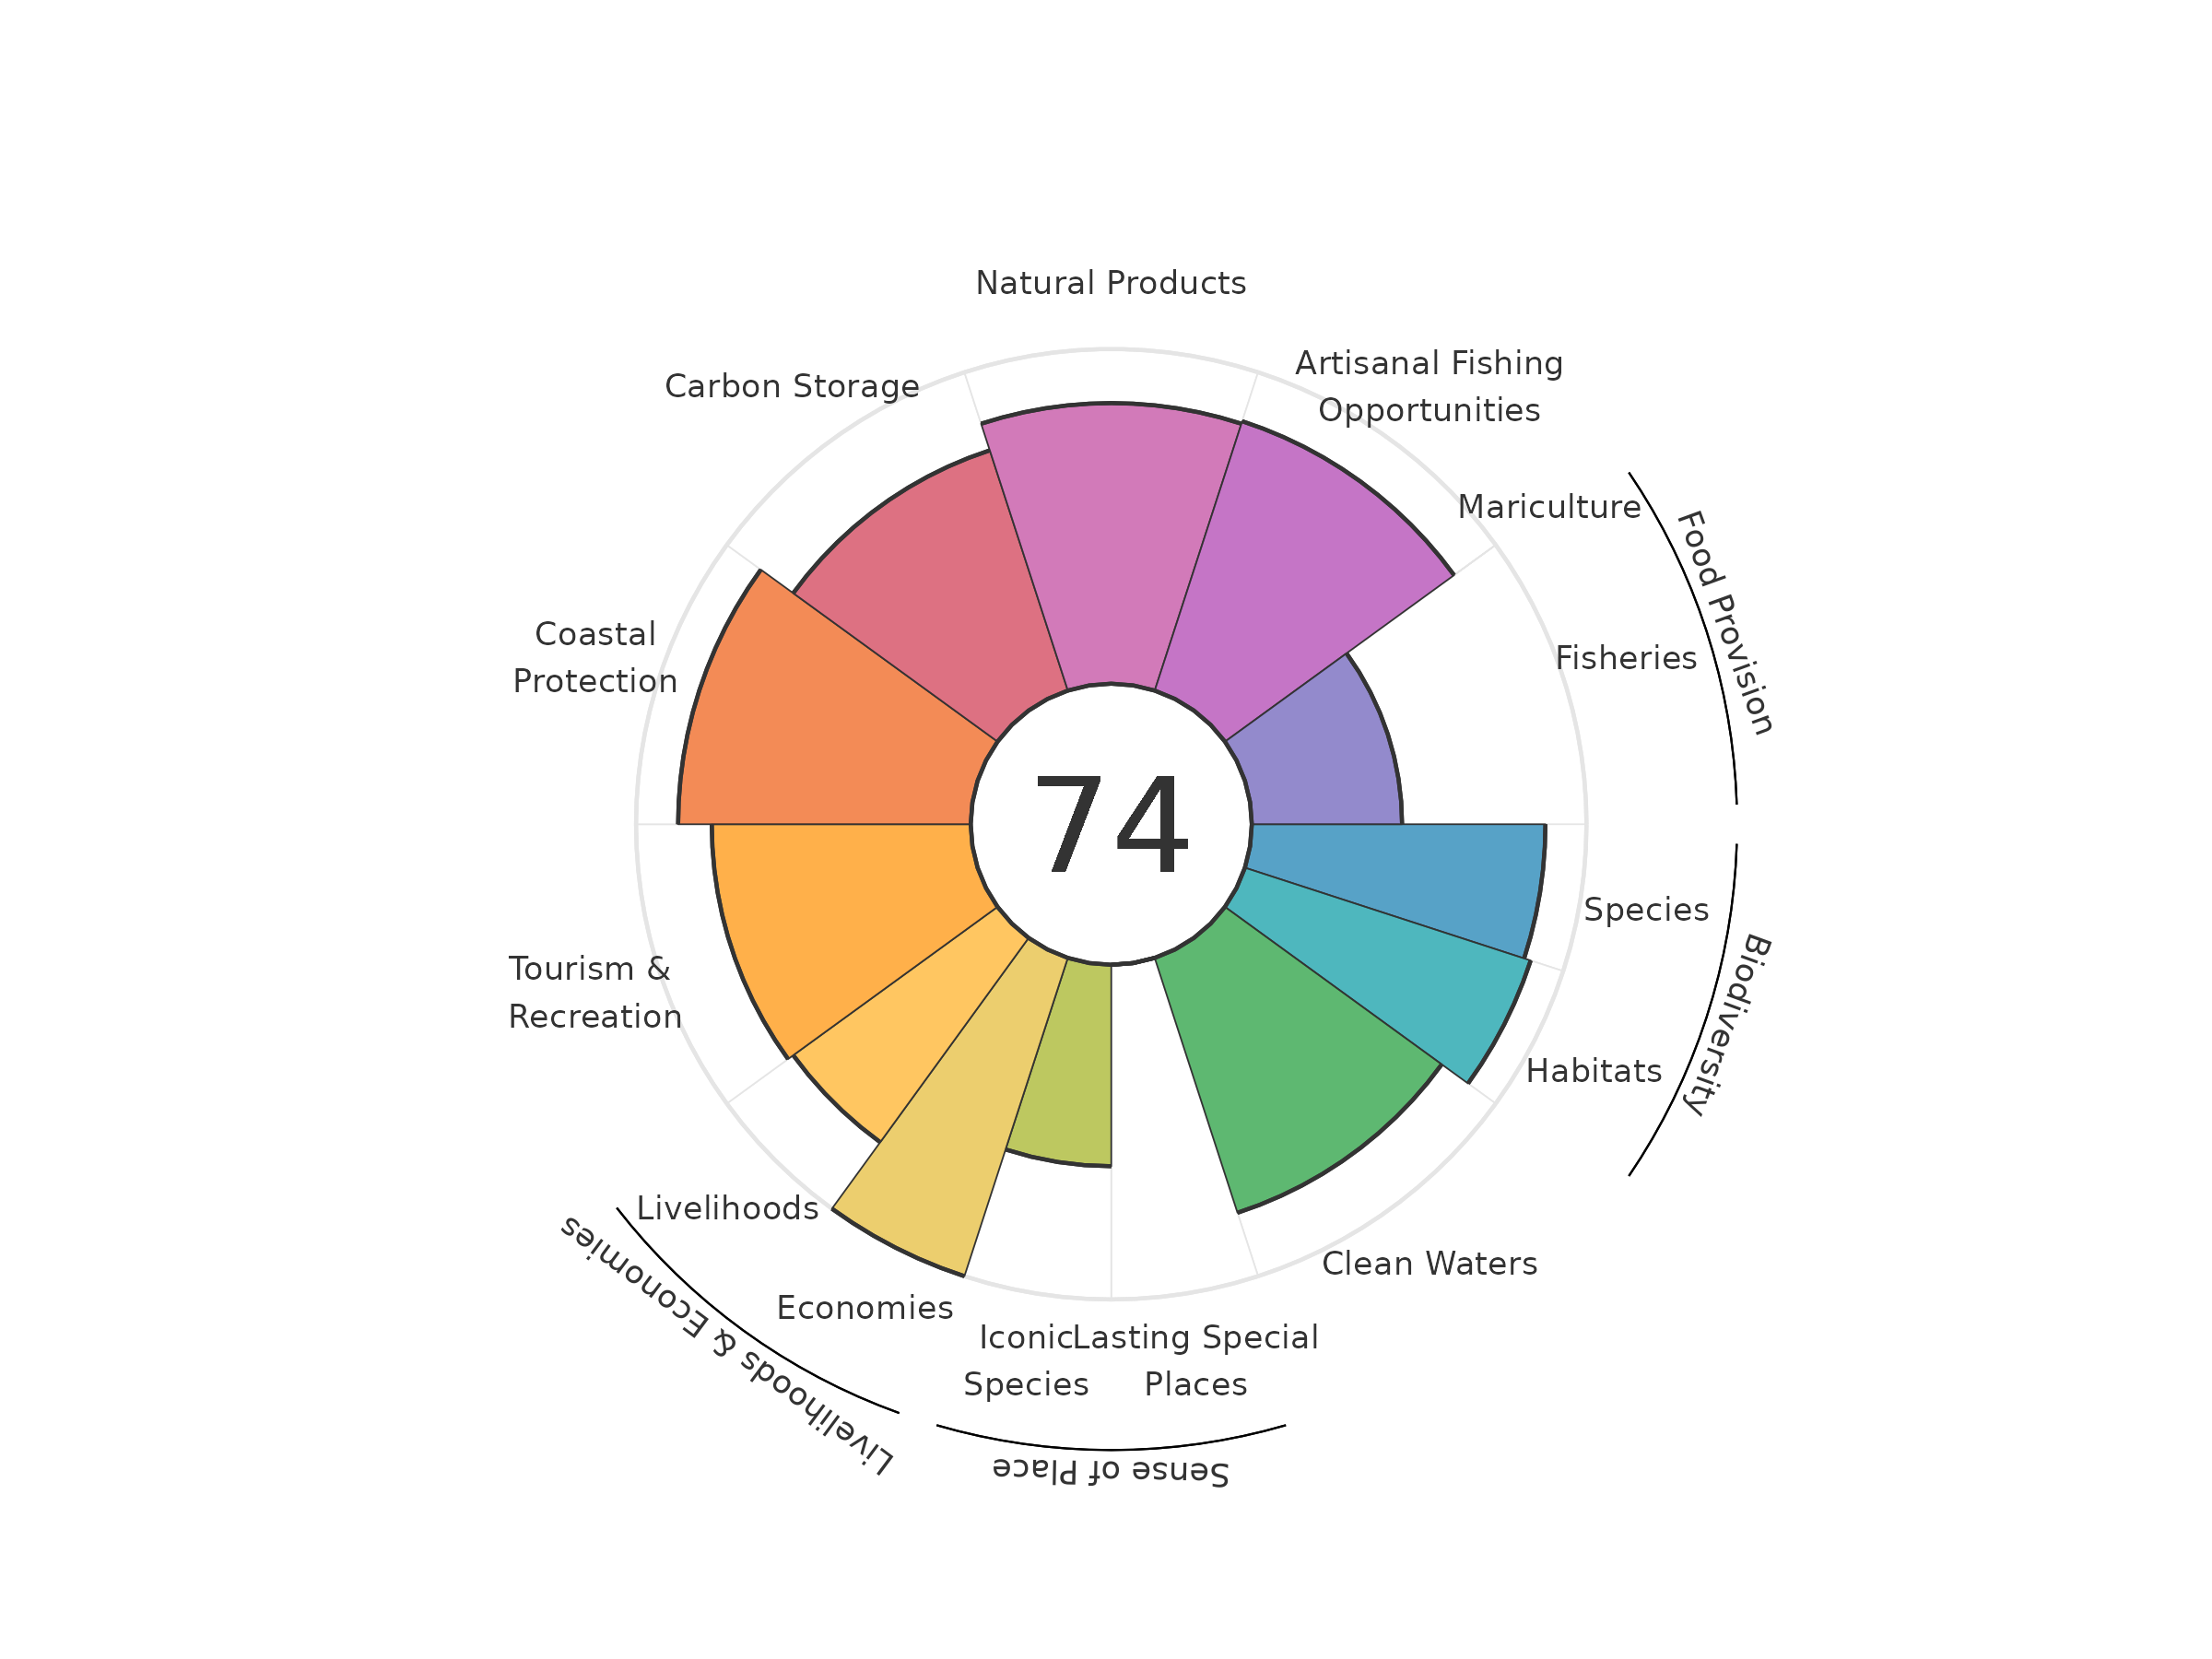 Natural Products
Artisanal Fishing
Opportunities
Carbon Storage
Mariculture
Food Provision
Fisheries
Coastal
Protection
74
Species
Biodiversity
Tourism &
Recreation
Habitats
Livelihoods
Livelihoods & Economies
Clean Waters
Economies
Iconic
Species
Lasting Special
Places
Sense of Place